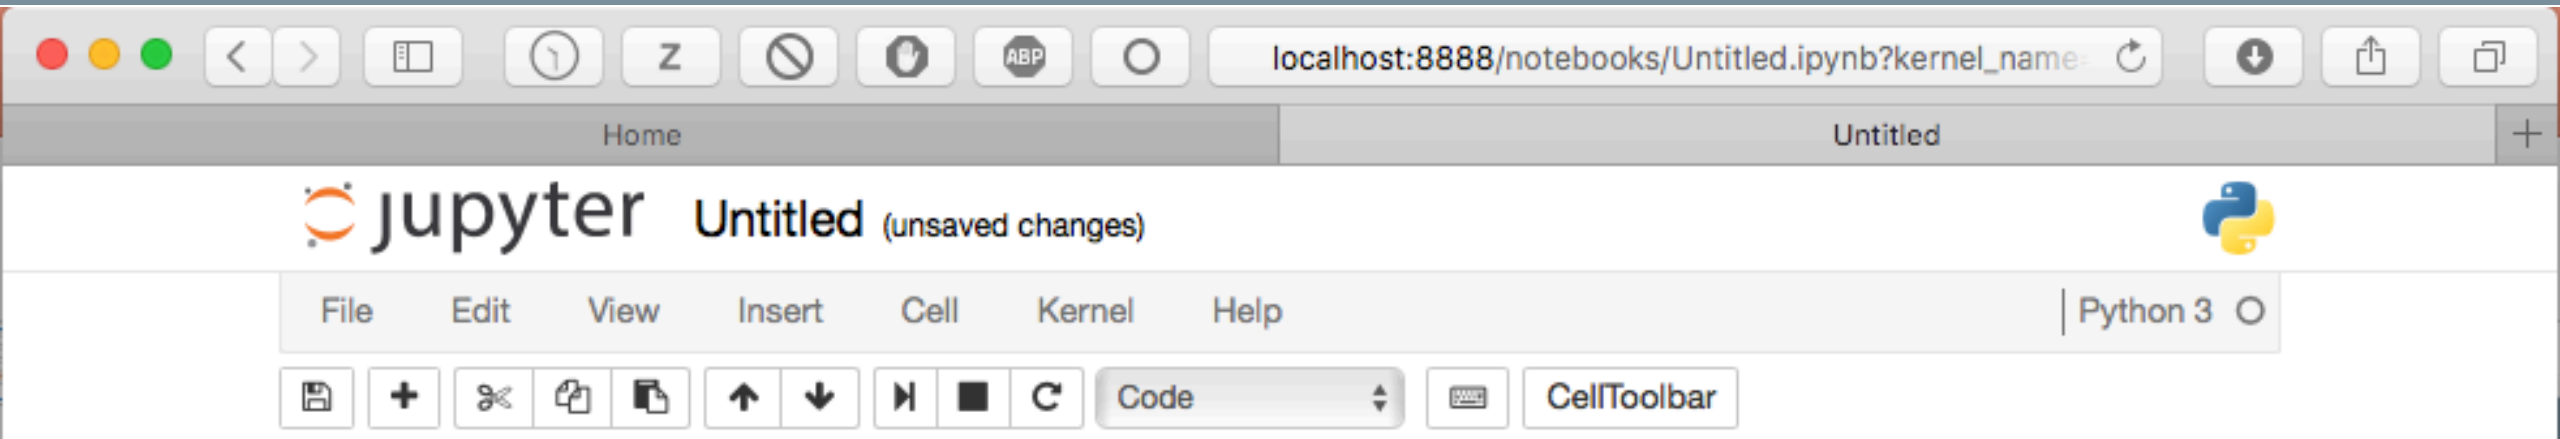 Z ABP localhost:8888/notebooks/Untitled.ipynb?kernel_name=
Home Untitled +
jupyter Untitled (unsaved changes)
File Edit View Insert Cell Kernel Help Python 3
Code CellToolbar